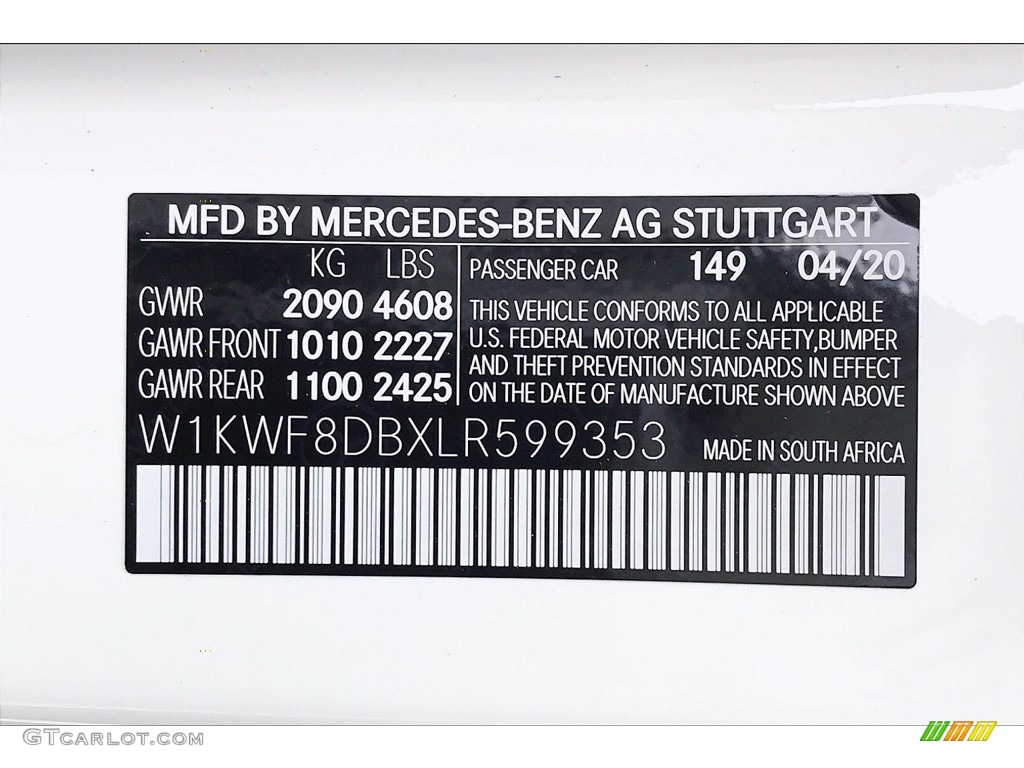 MFD BY MERCEDES-BENZ AG STUTTGART
KG LBS
GVWR 2090 4608
GAWR FRONT 1010 2227
GAWR REAR 1100 2425
PASSENGER CAR 149 04/20
THIS VEHICLE CONFORMS TO ALL APPLICABLE
U.S. FEDERAL MOTOR VEHICLE SAFETY,BUMPER
AND THEFT PREVENTION STANDARDS IN EFFECT
ON THE DATE OF MANUFACTURE SHOWN ABOVE
W1KWF8DBXLR599353 MADE IN SOUTH AFRICA
GTCARLOT.COM